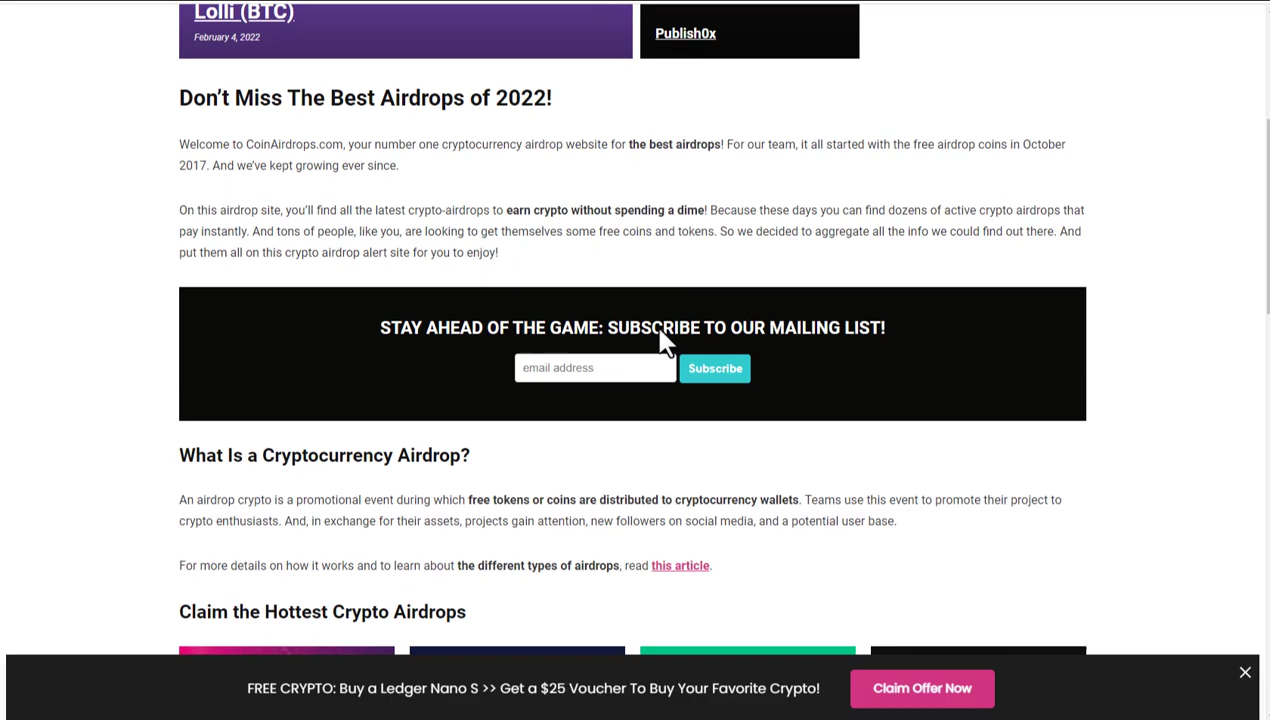 Lolli (BTC)
February 4, 2022
Publish0x
Don’t Miss The Best Airdrops of 2022!
Welcome to CoinAirdrops.com, your number one cryptocurrency airdrop website for the best airdrops! For our team, it all started with the free airdrop coins in October
2017. And we’ve kept growing ever since.
On this airdrop site, you’ll find all the latest crypto-airdrops to earn crypto without spending a dime! Because these days you can find dozens of active crypto airdrops that
pay instantly. And tons of people, like you, are looking to get themselves some free coins and tokens. So we decided to aggregate all the info we could find out there. And
put them all on this crypto airdrop alert site for you to enjoy!
STAY AHEAD OF THE GAME: SUBSCRIBE TO OUR MAILING LIST!
email address
Subscribe
What Is a Cryptocurrency Airdrop?
An airdrop crypto is a promotional event during which free tokens or coins are distributed to cryptocurrency wallets. Teams use this event to promote their project to
crypto enthusiasts. And, in exchange for their assets, projects gain attention, new followers on social media, and a potential user base.
For more details on how it works and to learn about the different types of airdrops, read this article.
Claim the Hottest Crypto Airdrops
FREE CRYPTO: Buy a Ledger Nano S >> Get a $25 Voucher To Buy Your Favorite Crypto!
Claim Offer Now